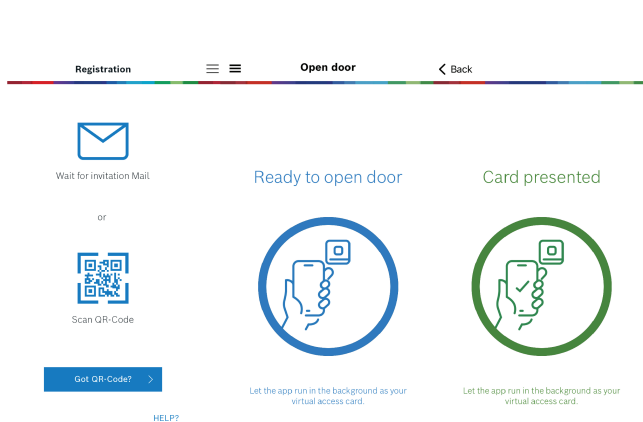 Registration
Wait for invitation Mail
or
Scan QR-Code
Got QR-Code?
HELP?
Open door
Ready to open door
Let the app run in the background as your
virtual access card.
Back
Card presented
Let the app run in the background as your
virtual access card.